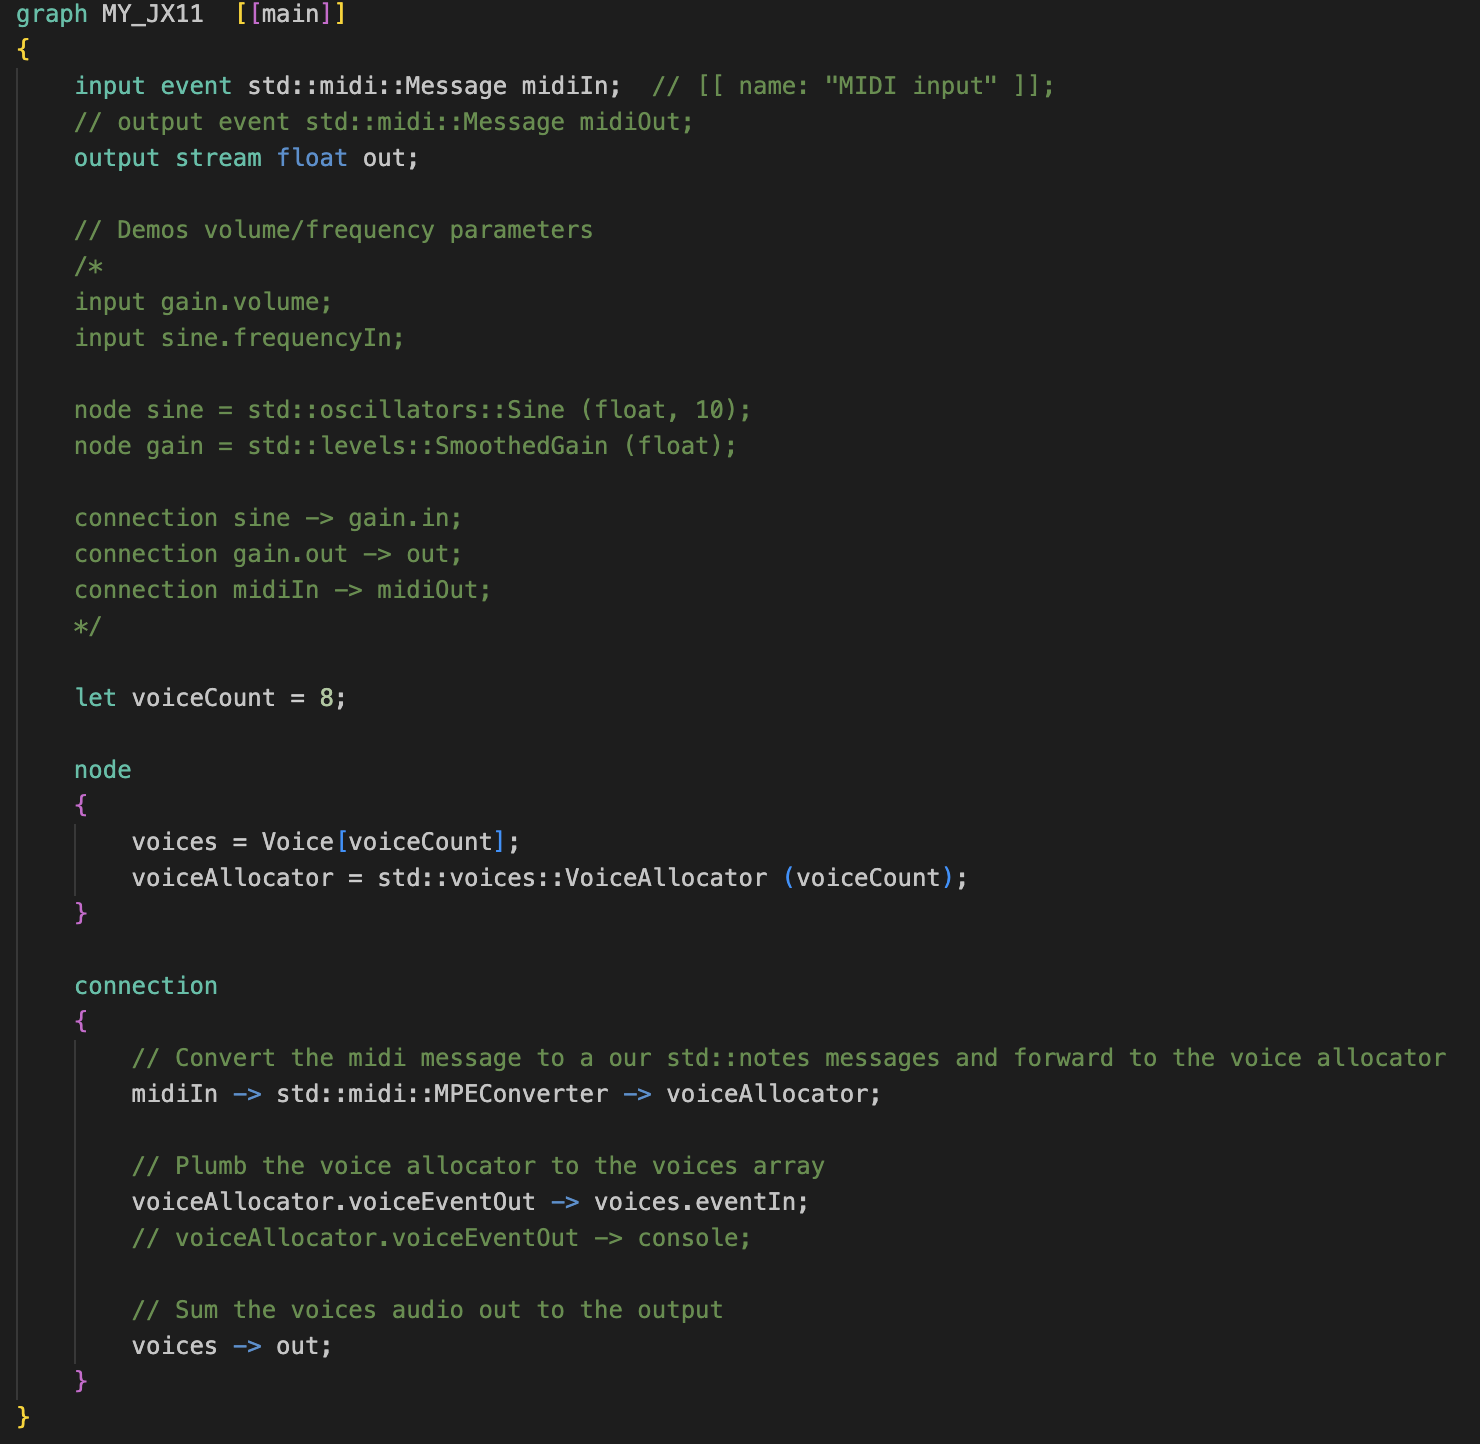 graph MY_JX11  [[main]]
{
    input event std::midi::Message midiIn;  // [[ name: "MIDI input" ]];
    // output event std::midi::Message midiOut;
    output stream float out;

    // Demos volume/frequency parameters
    /*
    input gain.volume;
    input sine.frequencyIn;

    node sine = std::oscillators::Sine (float, 10);
    node gain = std::levels::SmoothedGain (float);

    connection sine -> gain.in;
    connection gain.out -> out;
    connection midiIn -> midiOut;
    */

    let voiceCount = 8;

    node
    {
        voices = Voice[voiceCount];
        voiceAllocator = std::voices::VoiceAllocator (voiceCount);
    }

    connection
    {
        // Convert the midi message to a our std::notes messages and forward to the voice allocator
        midiIn -> std::midi::MPEConverter -> voiceAllocator;

        // Plumb the voice allocator to the voices array
        voiceAllocator.voiceEventOut -> voices.eventIn;
        // voiceAllocator.voiceEventOut -> console;

        // Sum the voices audio out to the output
        voices -> out;
    }
}